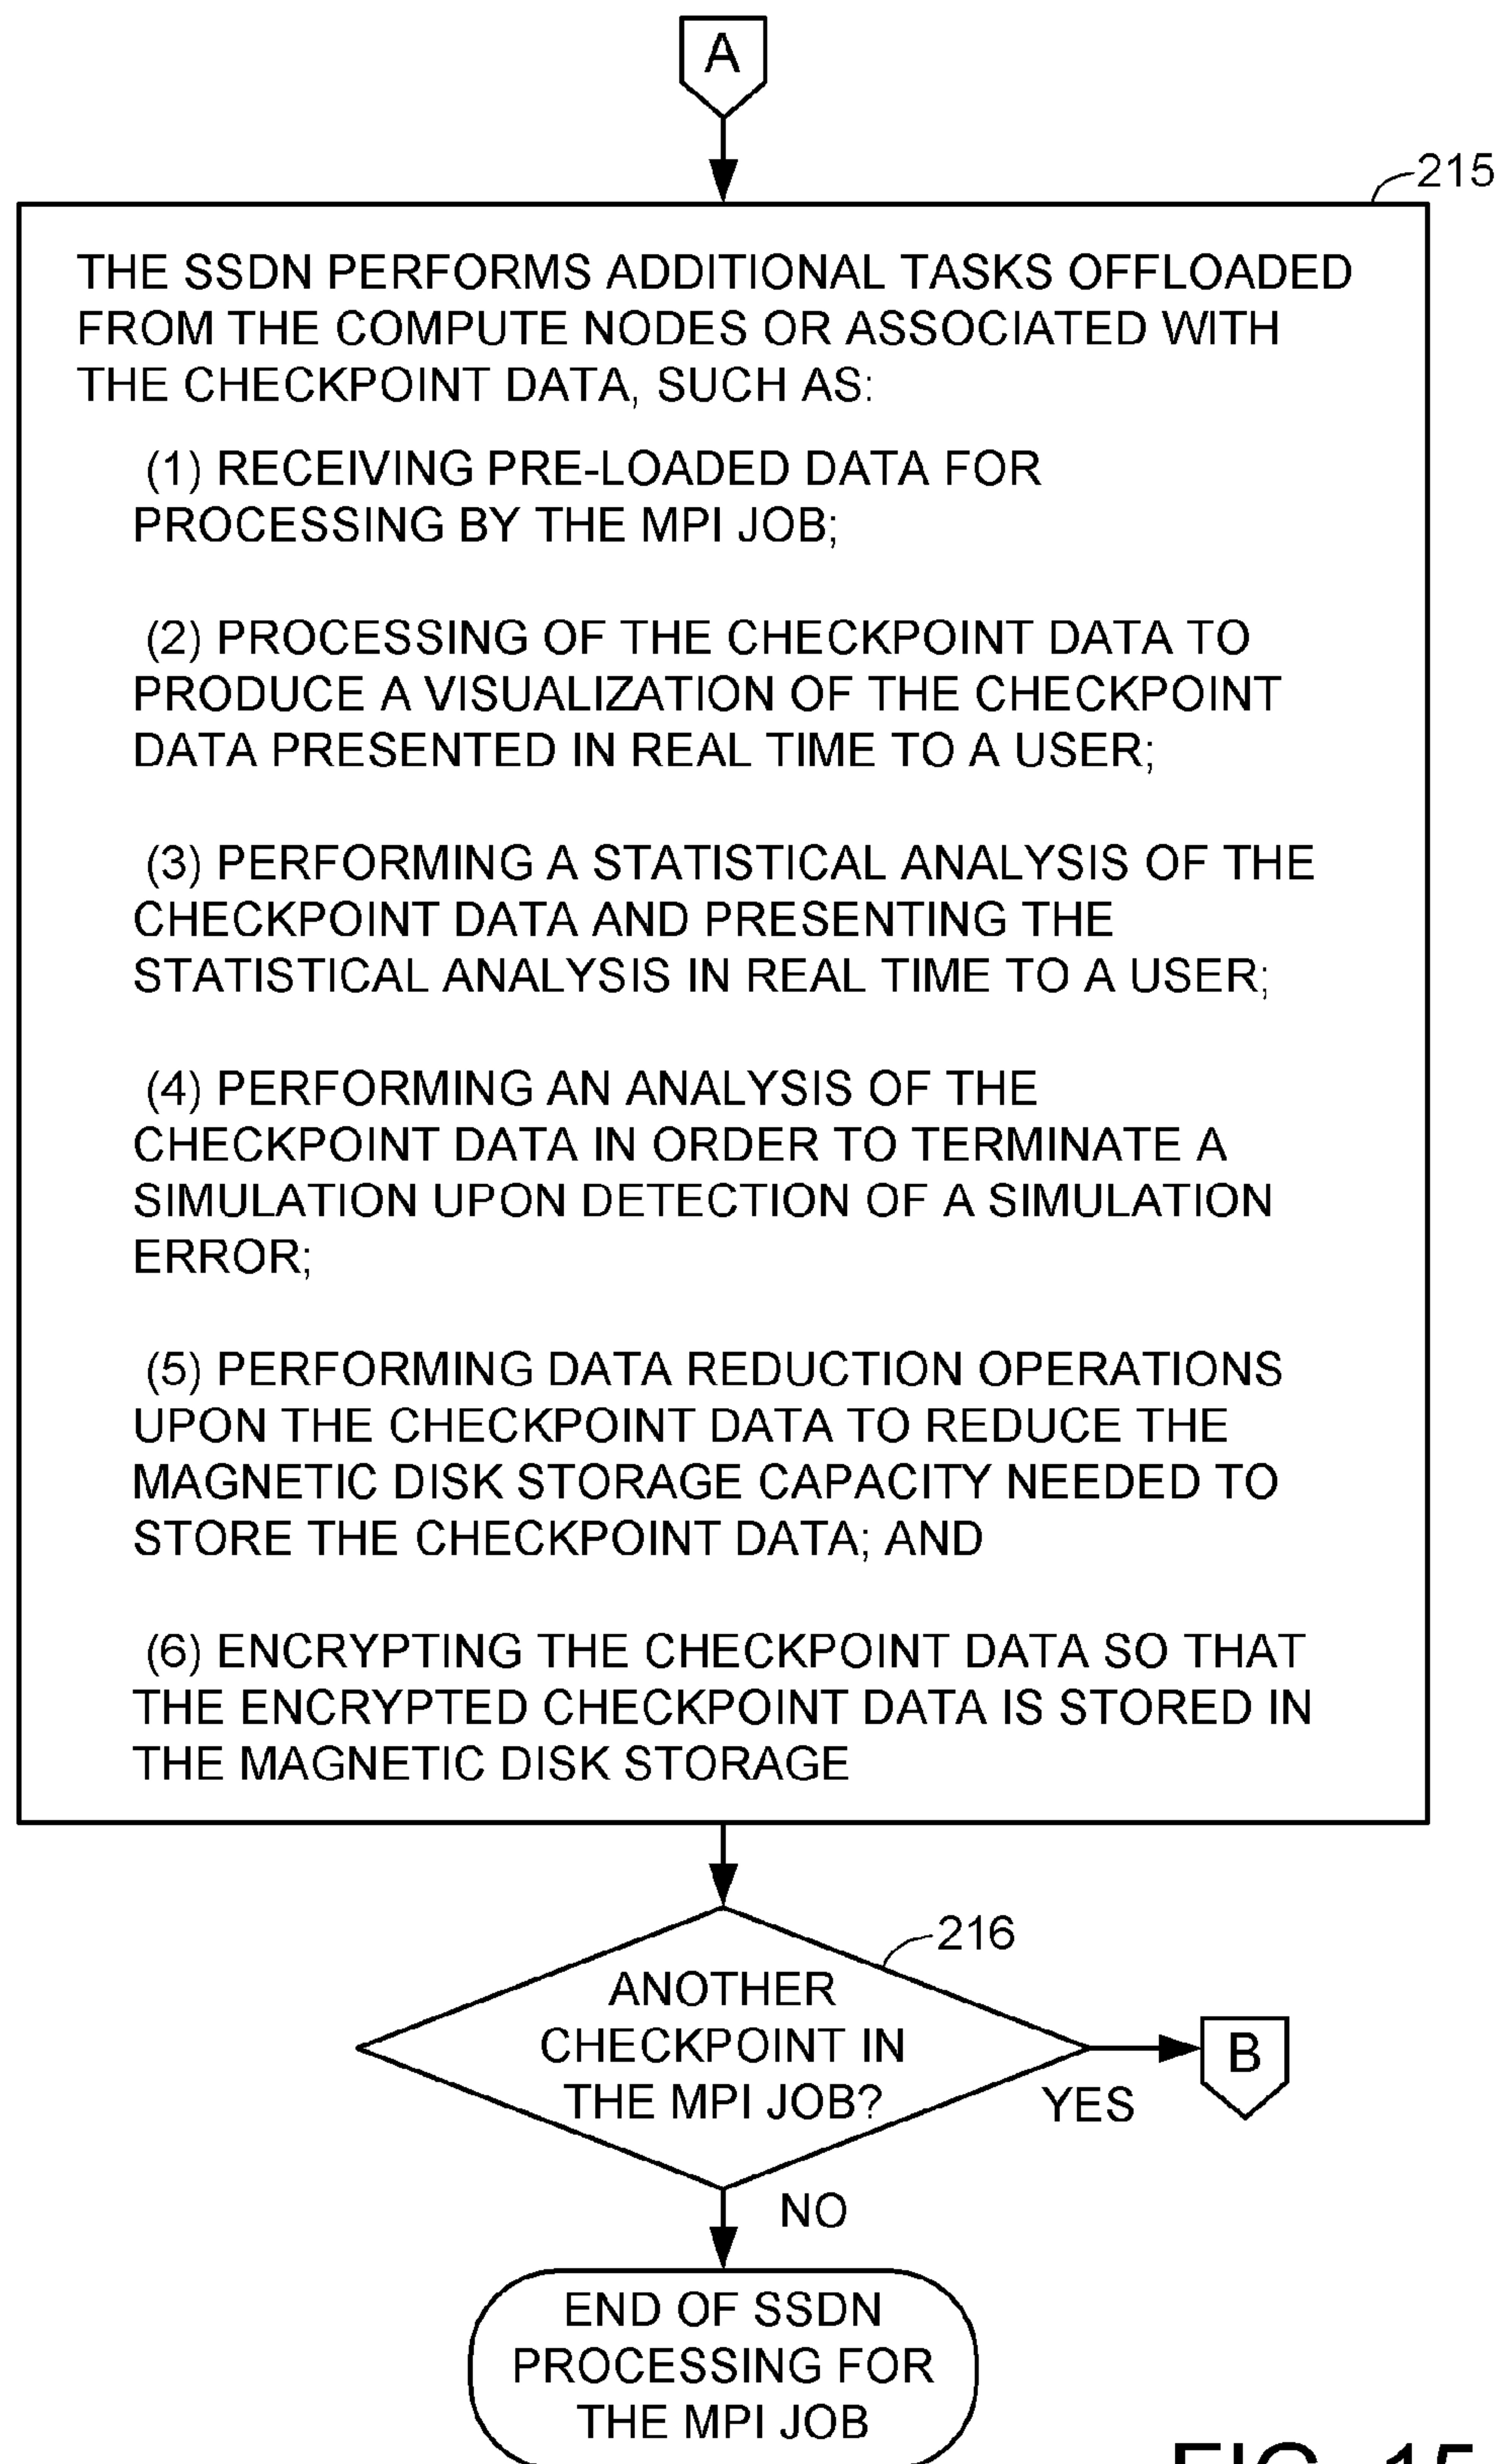 A
215
THE SSDN PERFORMS ADDITIONAL TASKS OFFLOADED
FROM THE COMPUTE NODES OR ASSOCIATED WITH
THE CHECKPOINT DATA, SUCH AS:
(1) RECEIVING PRE-LOADED DATA FOR
PROCESSING BY THE MPI JOB;
(2) PROCESSING OF THE CHECKPOINT DATA TO
PRODUCE A VISUALIZATION OF THE CHECKPOINT
DATA PRESENTED IN REAL TIME TO A USER;
(3) PERFORMING A STATISTICAL ANALYSIS OF THE
CHECKPOINT DATA AND PRESENTING THE
STATISTICAL ANALYSIS IN REAL TIME TO A USER;
(4) PERFORMING AN ANALYSIS OF THE
CHECKPOINT DATA IN ORDER TO TERMINATE A
SIMULATION UPON DETECTION OF A SIMULATION
ERROR;
(5) PERFORMING DATA REDUCTION OPERATIONS
UPON THE CHECKPOINT DATA TO REDUCE THE
MAGNETIC DISK STORAGE CAPACITY NEEDED TO
STORE THE CHECKPOINT DATA; AND
(6) ENCRYPTING THE CHECKPOINT DATA SO THAT
THE ENCRYPTED CHECKPOINT DATA IS STORED IN
THE MAGNETIC DISK STORAGE
216
ANOTHER
CHECKPOINT IN
THE MPI JOB?
B
YES
NO
END OF SSDN
PROCESSING FOR
THE MPI JOB
FIG. 15